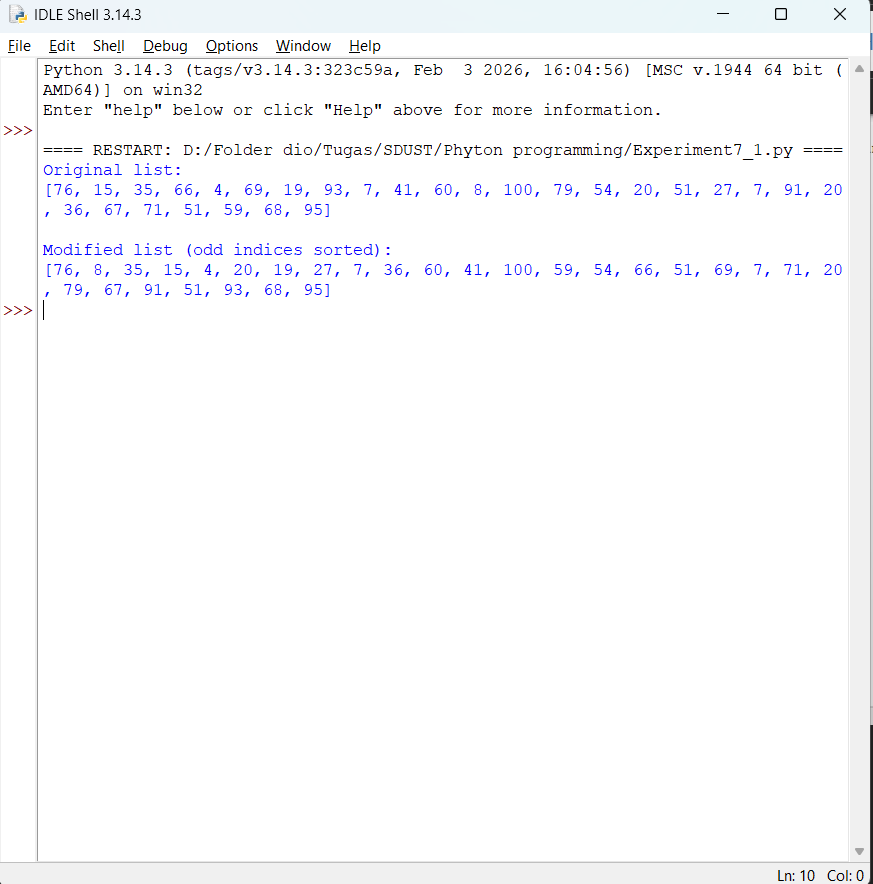 IDLE Shell 3.14.3
File Edit Shell Debug Options Window Help
Python 3.14.3 (tags/v3.14.3:323c59a, Feb  3 2026, 16:04:56) [MSC v.1944 64 bit (
AMD64)] on win32
Enter "help" below or click "Help" above for more information.
>>>
==== RESTART: D:/Folder dio/Tugas/SDUST/Phyton programming/Experiment7_1.py ====
Original list:
[76, 15, 35, 66, 4, 69, 19, 93, 7, 41, 60, 8, 100, 79, 54, 20, 51, 27, 7, 91, 20
, 36, 67, 71, 51, 59, 68, 95]
Modified list (odd indices sorted):
[76, 8, 35, 15, 4, 20, 19, 27, 7, 36, 60, 41, 100, 59, 54, 66, 51, 69, 7, 71, 20
, 79, 67, 91, 51, 93, 68, 95]
>>>
Ln: 10 Col: 0